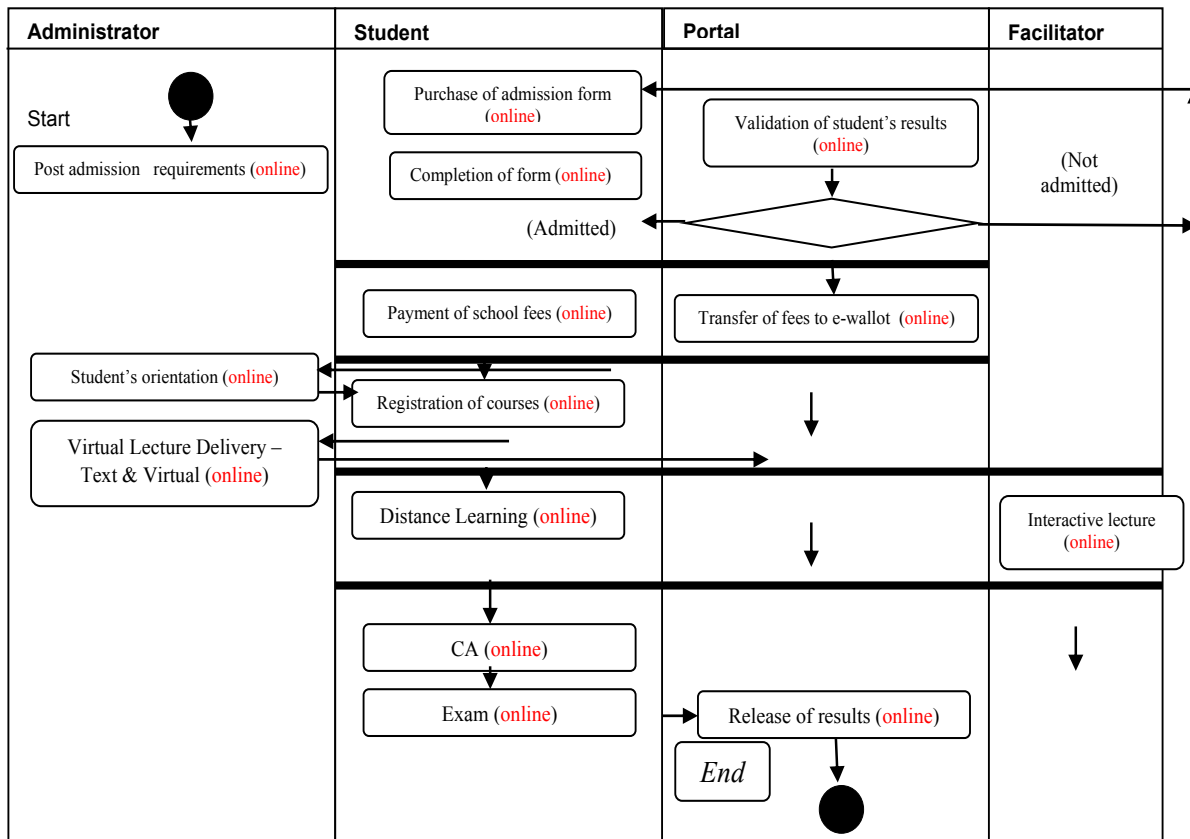 Administrator
Student
Portal
Facilitator
Start
Post admission requirements (online)
Purchase of admission form
(online)
Completion of form (online)
(Admitted)
Validation of student's results
(online)
(Not
admitted)
Payment of school fees (online)
Transfer of fees to e-wallot (online)
Student's orientation (online)
Registration of courses (online)
Virtual Lecture Delivery –
Text & Virtual (online)
Distance Learning (online)
Interactive lecture
(online)
CA (online)
Exam (online)
Release of results (online)
End